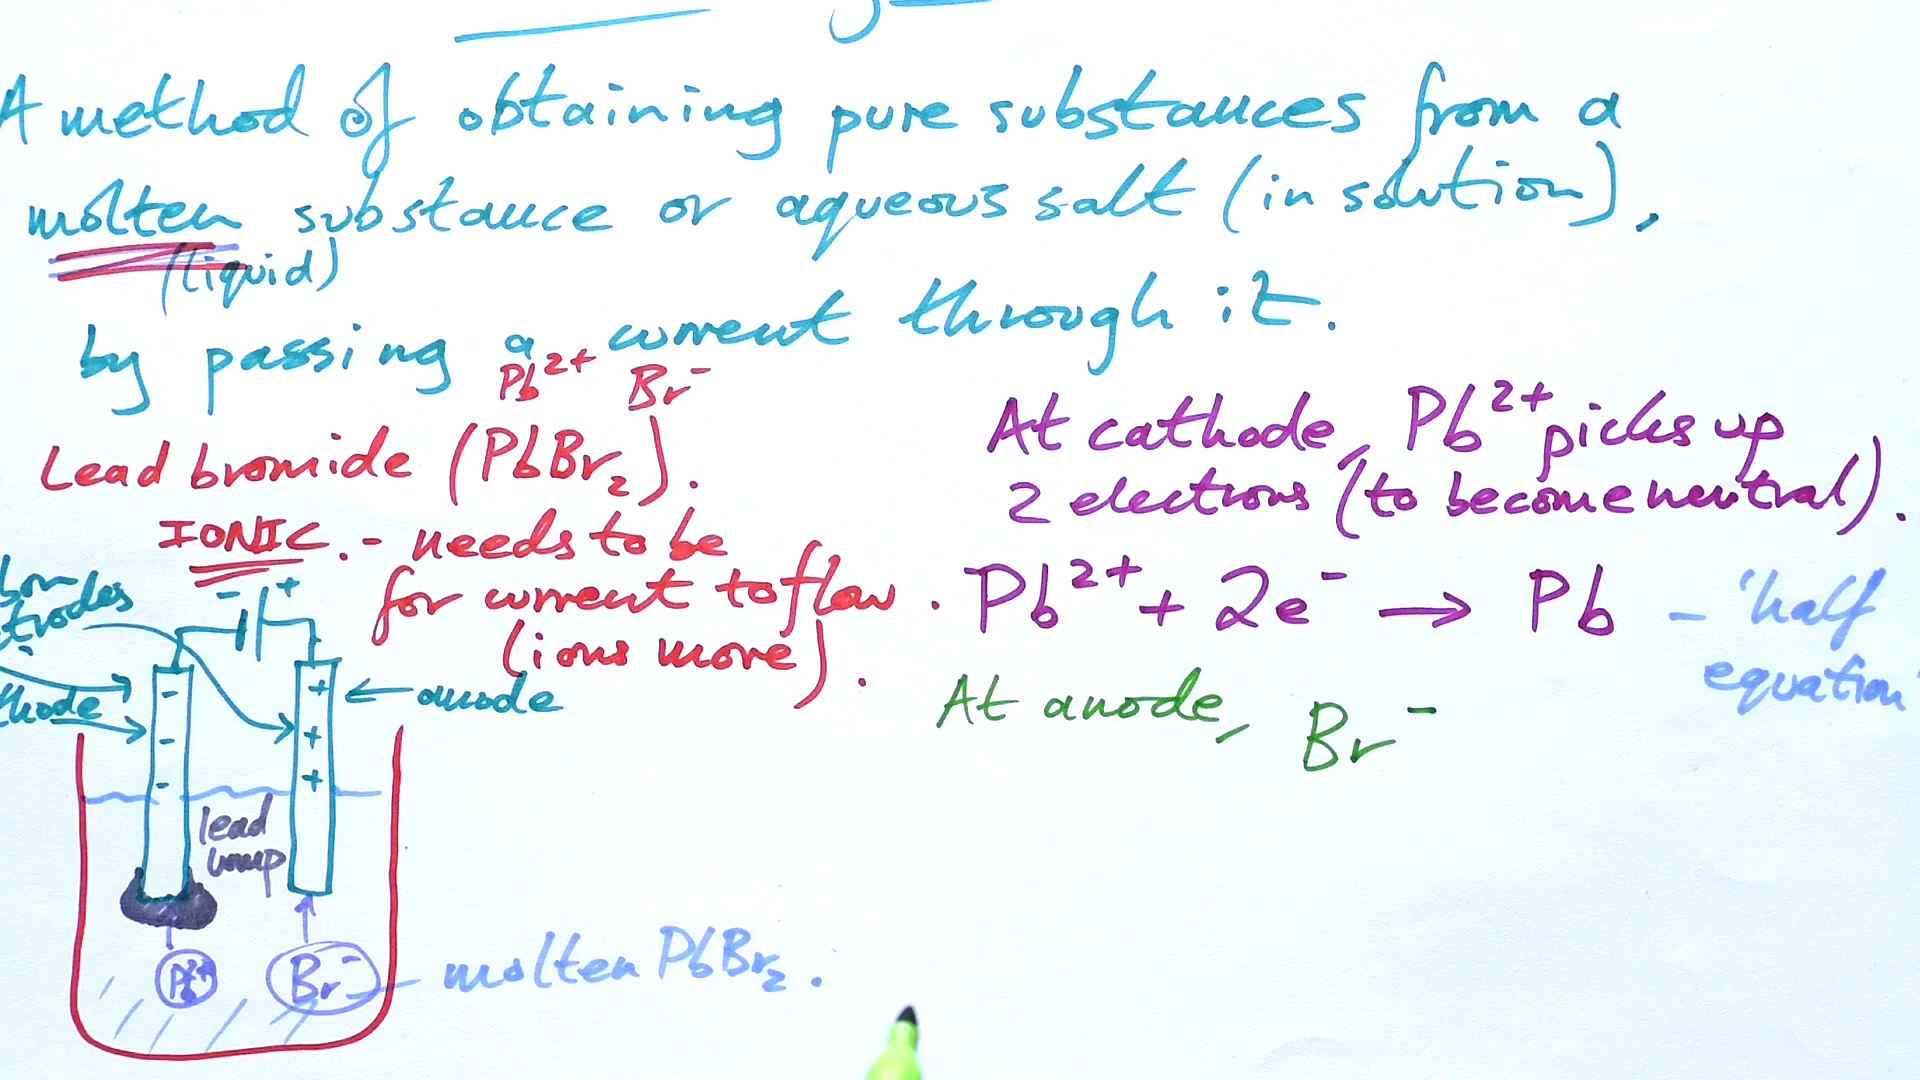 A method of obtaining pure substances from a
molten substance or aqueous salt (in solution),
(liquid)
by passing a current through it.
Pb²⁺ Br⁻
Lead bromide (PbBr₂).
IONIC. - needs to be
for current to flow.
(ions move).
- +
anode
- + - + - +
lead
lump
Pb²⁺ Br⁻
molten PbBr₂.
At cathode, Pb²⁺ picks up
2 electrons (to become neutral).
Pb²⁺ + 2e⁻ → Pb - 'half
equation'
At anode, Br⁻